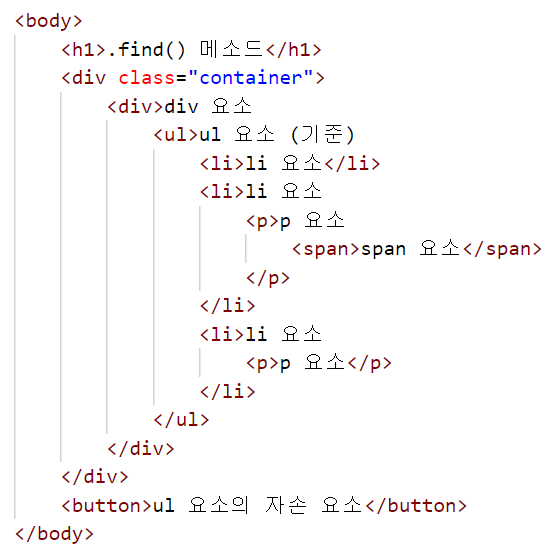 <body>
<h1>.find() 메소드</h1>
<div class="container">
<div>div 요소
<ul>ul 요소 (기준)
<li>li 요소</li>
<li>li 요소
<p>p 요소
<span>span 요소</span>
</p>
</li>
<li>li 요소
<p>p 요소</p>
</li>
</ul>
</div>
</div>
<button>ul 요소의 자손 요소</button>
</body>